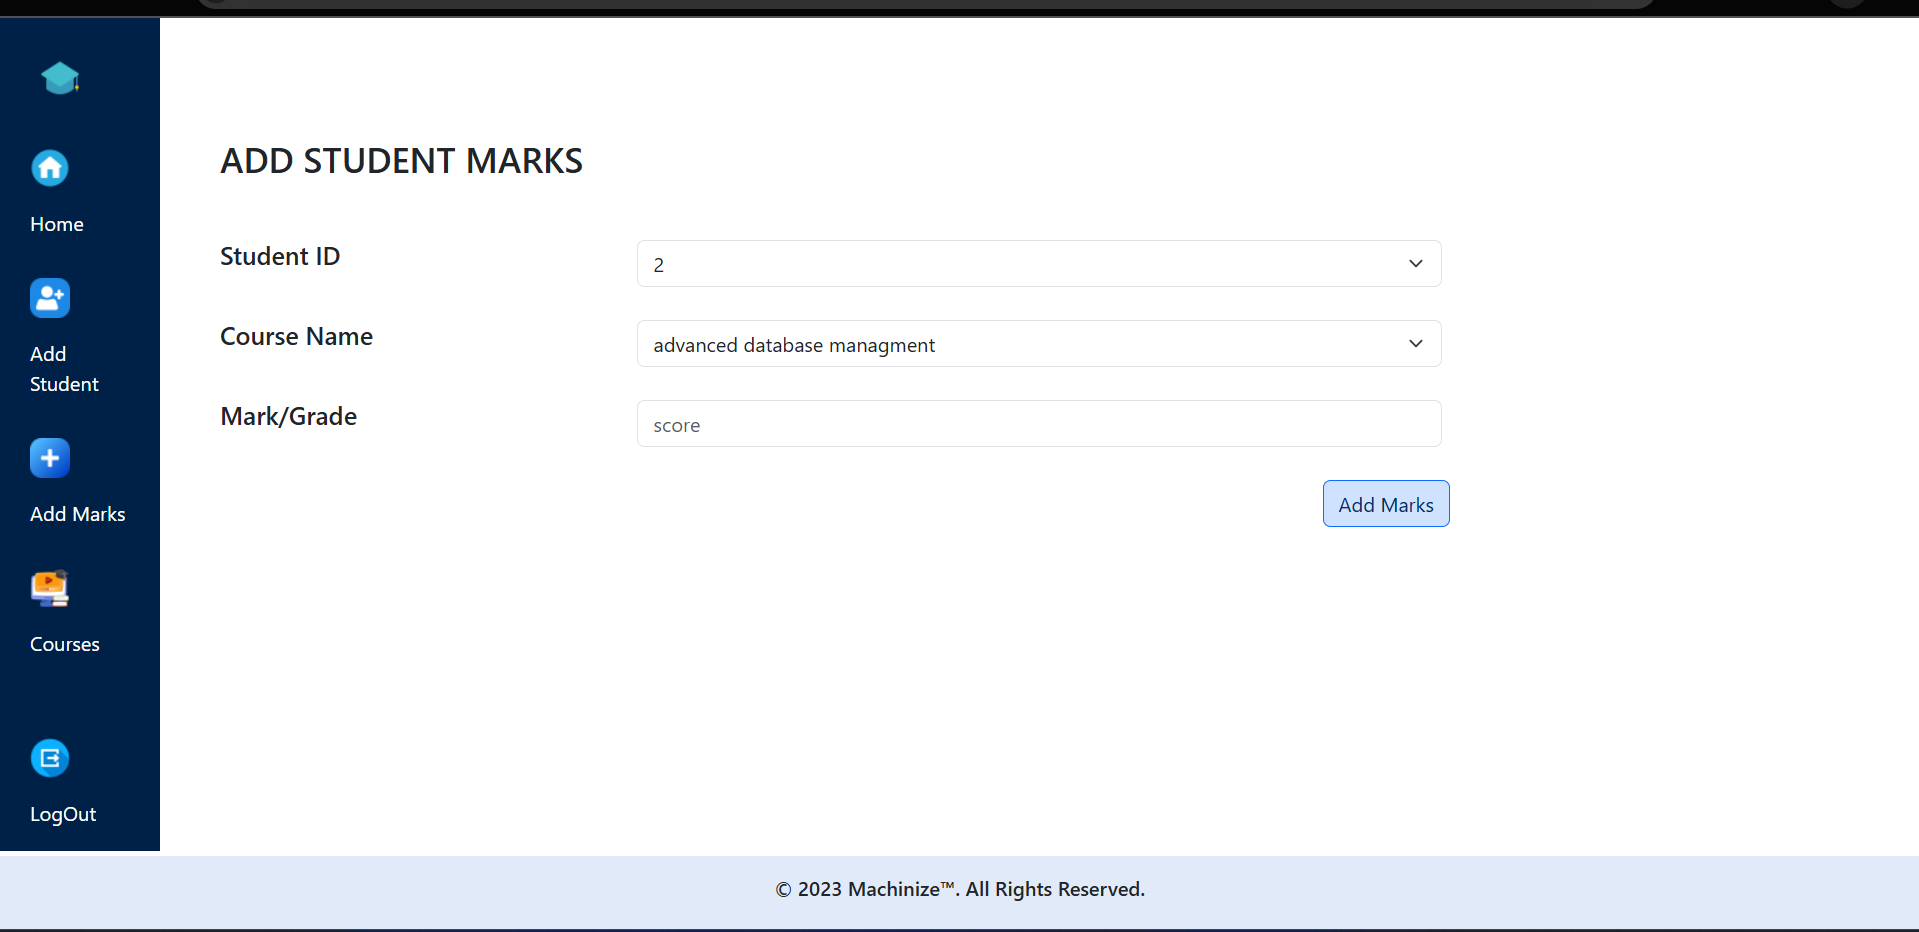 Home
Add
Student
Add Marks
Courses
LogOut
ADD STUDENT MARKS
Student ID
2
Course Name
advanced database managment
Mark/Grade
score
Add Marks
© 2023 Machinize™. All Rights Reserved.